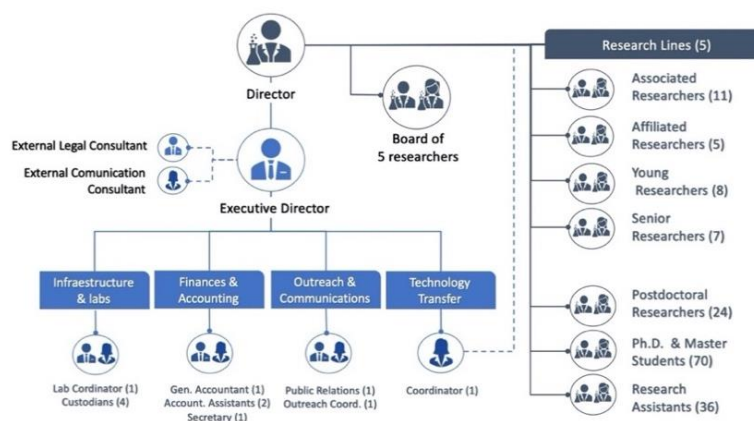 Director
Board of
5 researchers
External Legal Consultant
External Comunication
Consultant
Executive Director
Infraestructure
& labs
Finances &
Accounting
Outreach &
Communications
Technology
Transfer
Lab Cordinator (1)
Custodians (4)
Gen. Accountant (1)
Account. Assistants (2)
Secretary (1)
Public Relations (1)
Outreach Coord. (1)
Coordinator (1)
Research Lines (5)
Associated
Researchers (11)
Affiliated
Researchers (5)
Young
Researchers (8)
Senior
Researchers (7)
Postdoctoral
Researchers (24)
Ph.D. & Master
Students (70)
Research
Assistants (36)